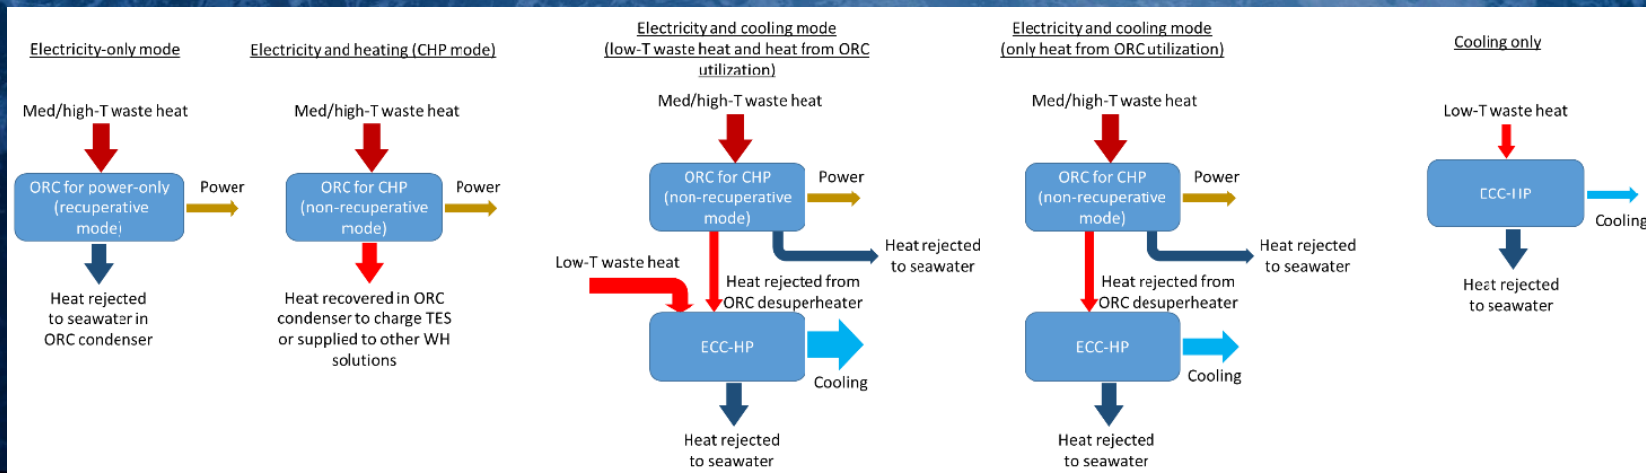 Electricity-only mode
Med/high-T waste heat
ORC for power-only
(recuperative
mode)
Power
Heat rejected
to seawater in
ORC condenser
Electricity and heating (CHP mode)
Med/high-T waste heat
ORC for CHP
(non-recuperative
mode)
Power
Heat recovered in ORC
condenser to charge TES
or supplied to other WH
solutions
Electricity and cooling mode
(low-T waste heat and heat from ORC
utilization)
Med/high-T waste heat
ORC for CHP
(non-recuperative
mode)
Power
Heat rejected
to seawater
Low-T waste heat
Heat rejected from
ORC desuperheater
ECC-HP
Cooling
Heat rejected
to seawater
Electricity and cooling mode
(only heat from ORC utilization)
Med/high-T waste heat
ORC for CHP
(non-recuperative
mode)
Power
Heat rejected
to seawater
Heat rejected from
ORC desuperheater
ECC-HP
Cooling
Heat rejected
to seawater
Cooling only
Low-T waste heat
ECC-HP
Cooling
Heat rejected
to seawater